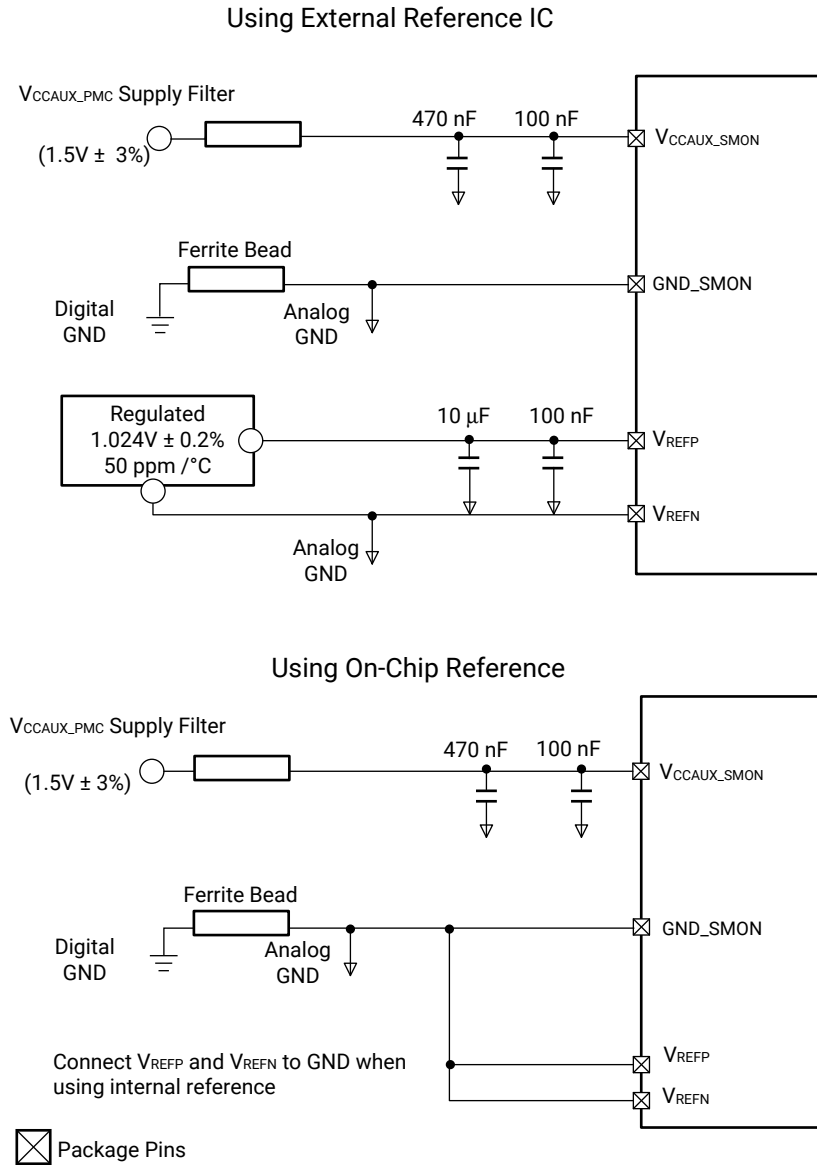 Using External Reference IC
VCCAUX_PMC Supply Filter
(1.5V ± 3%)
470 nF
100 nF
VCCAUX_SMON
Ferrite Bead
GND_SMON
Digital
GND
Analog
GND
Regulated
1.024V ± 0.2%
50 ppm /°C
10 μF
100 nF
VREFP
VREFN
Analog
GND
Using On-Chip Reference
VCCAUX_PMC Supply Filter
(1.5V ± 3%)
470 nF
100 nF
VCCAUX_SMON
Ferrite Bead
GND_SMON
Digital
GND
Analog
GND
Connect VREFP and VREFN to GND when
using internal reference
VREFP
VREFN
Package Pins